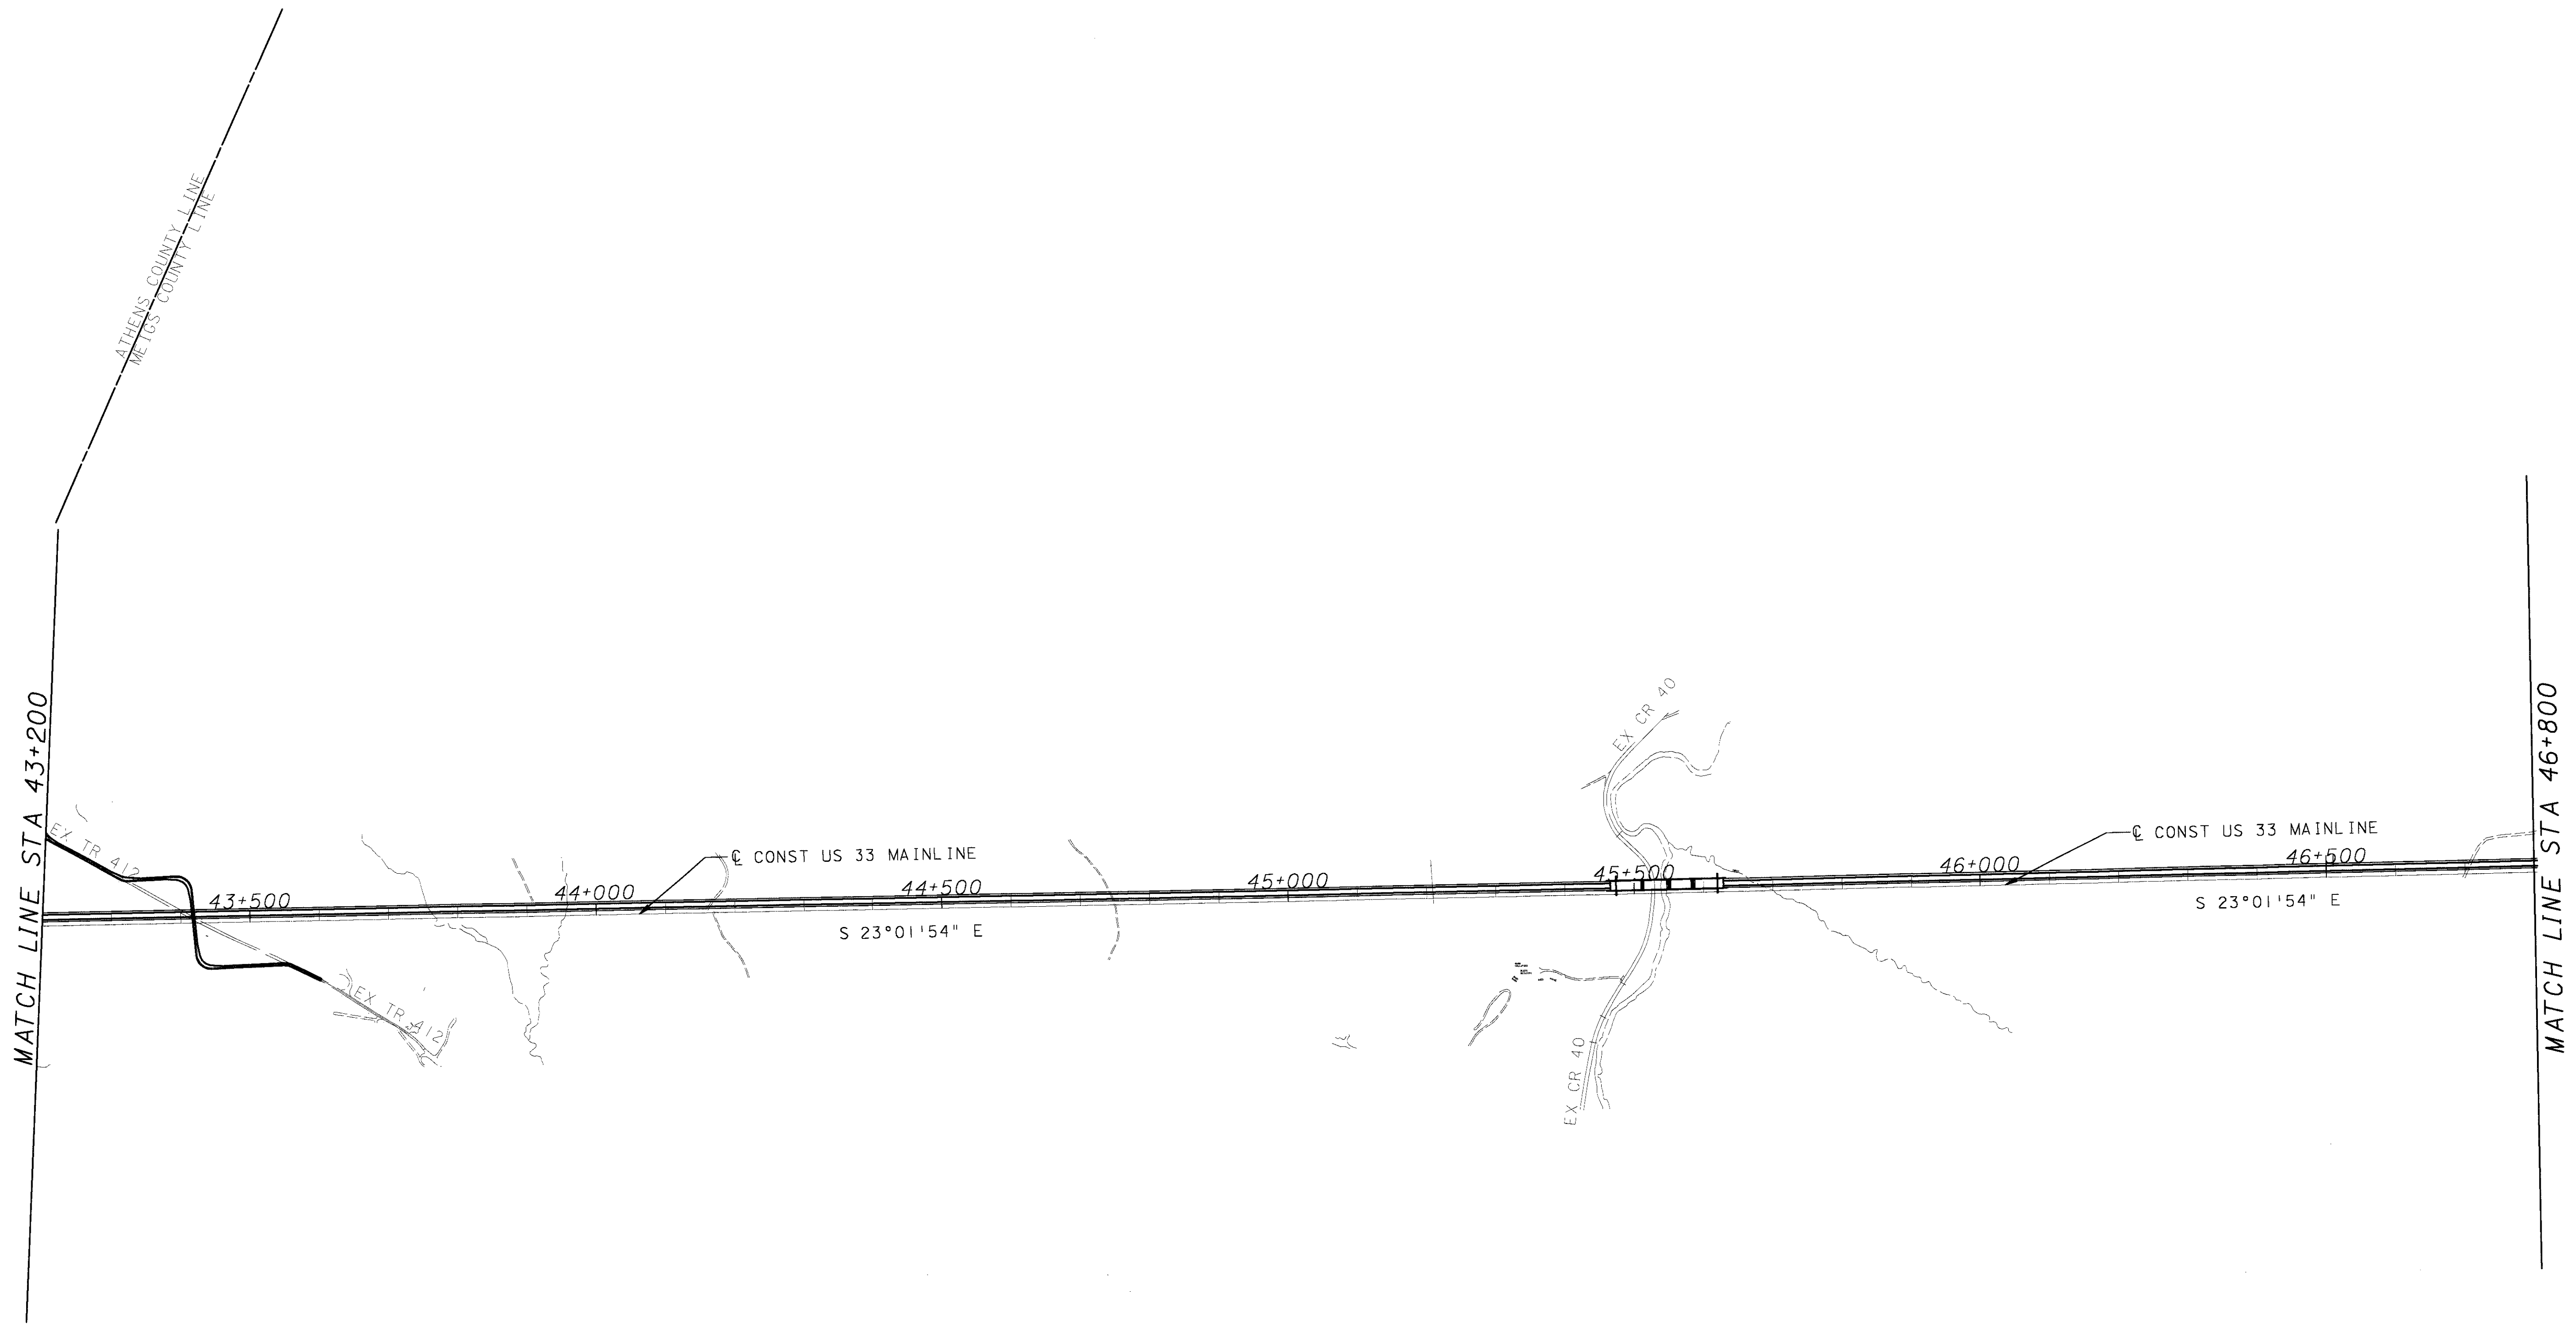 ATHENS COUNTY LINE
MEIGS COUNTY LINE
MATCH LINE STA 43+200
EX TR 412
43+500
44+000
℄ CONST US 33 MAINLINE
44+500
S 23°01'54" E
45+000
EX TR 412
EX CR 40
45+500
EX CR 40
46+000
℄ CONST US 33 MAINLINE
46+500
S 23°01'54" E
MATCH LINE STA 46+800